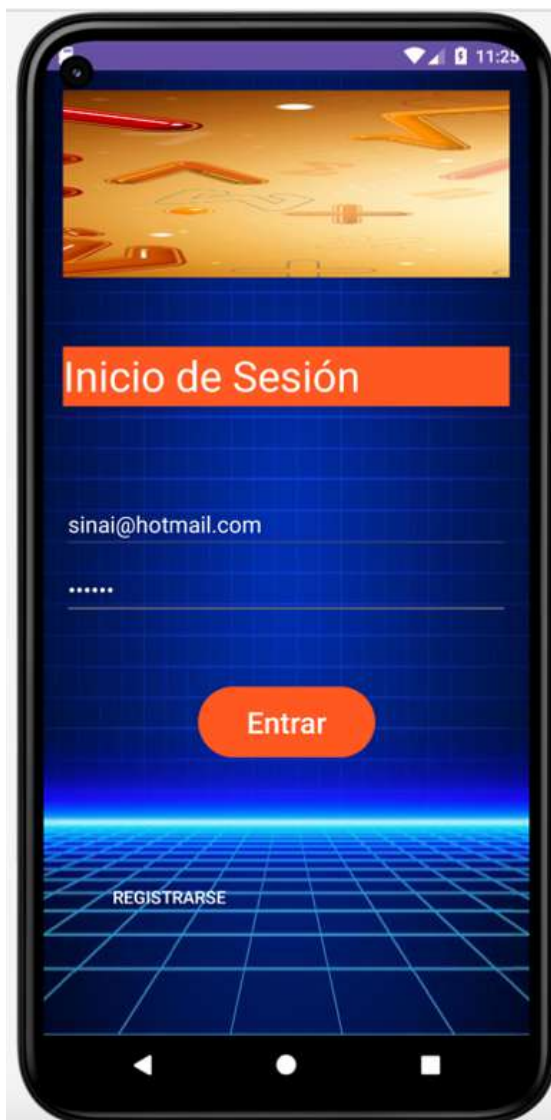 11:25
Inicio de Sesión
sinai@hotmail.com
••••••
Entrar
REGISTRARSE